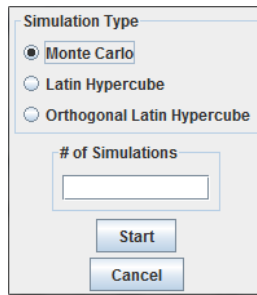 Simulation Type
Monte Carlo
Latin Hypercube
Orthogonal Latin Hypercube
# of Simulations
Start
Cancel